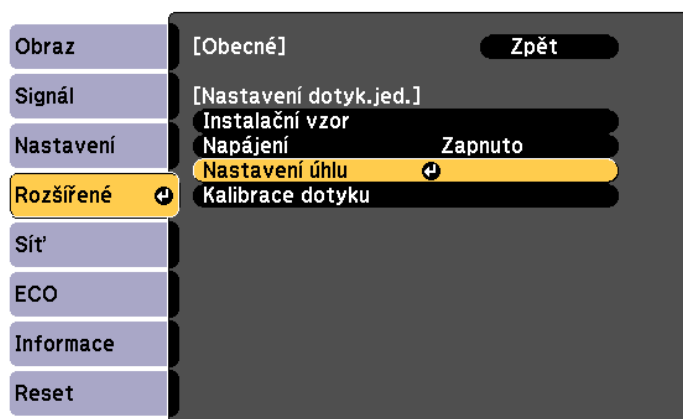 Obraz
Signál
Nastavení
Rozšířené
Síť
ECO
Informace
Reset
[Obecné] Zpět
[Nastavení dotyk.jed.]
Instalační vzor
Napájení Zapnuto
Nastavení úhlu
Kalibrace dotyku